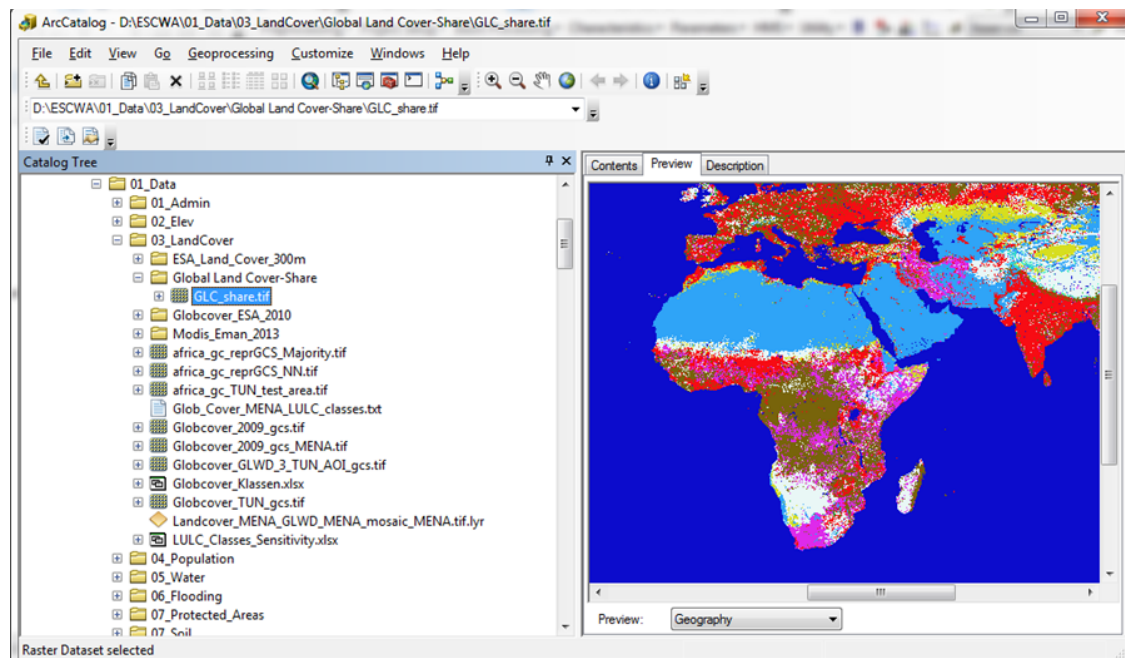 ArcCatalog - D:\ESCWA\01_Data\03_LandCover\Global Land Cover-Share\GLC_share.tif
File Edit View Go Geoprocessing Customize Windows Help
D:\ESCWA\01_Data\03_LandCover\Global Land Cover-Share\GLC_share.tif
Catalog Tree
Contents Preview Description
01_Data
01_Admin
02_Elev
03_LandCover
ESA_Land_Cover_300m
Global Land Cover-Share
GLC_share.tif
Globcover_ESA_2010
Modis_Eman_2013
africa_gc_reprGCS_Majority.tif
africa_gc_reprGCS_NN.tif
africa_gc_TUN_test_area.tif
Glob_Cover_MENA_LULC_classes.txt
Globcover_2009_gcs.tif
Globcover_2009_gcs_MENA.tif
Globcover_GLWD_3_TUN_AOI_gcs.tif
Globcover_Klassen.xlsx
Globcover_TUN_gcs.tif
Landcover_MENA_GLWD_MENA_mosaic_MENA.tif.lyr
LULC_Classes_Sensitivity.xlsx
04_Population
05_Water
06_Flooding
07_Protected_Areas
07_Soil
Preview: Geography
Raster Dataset selected